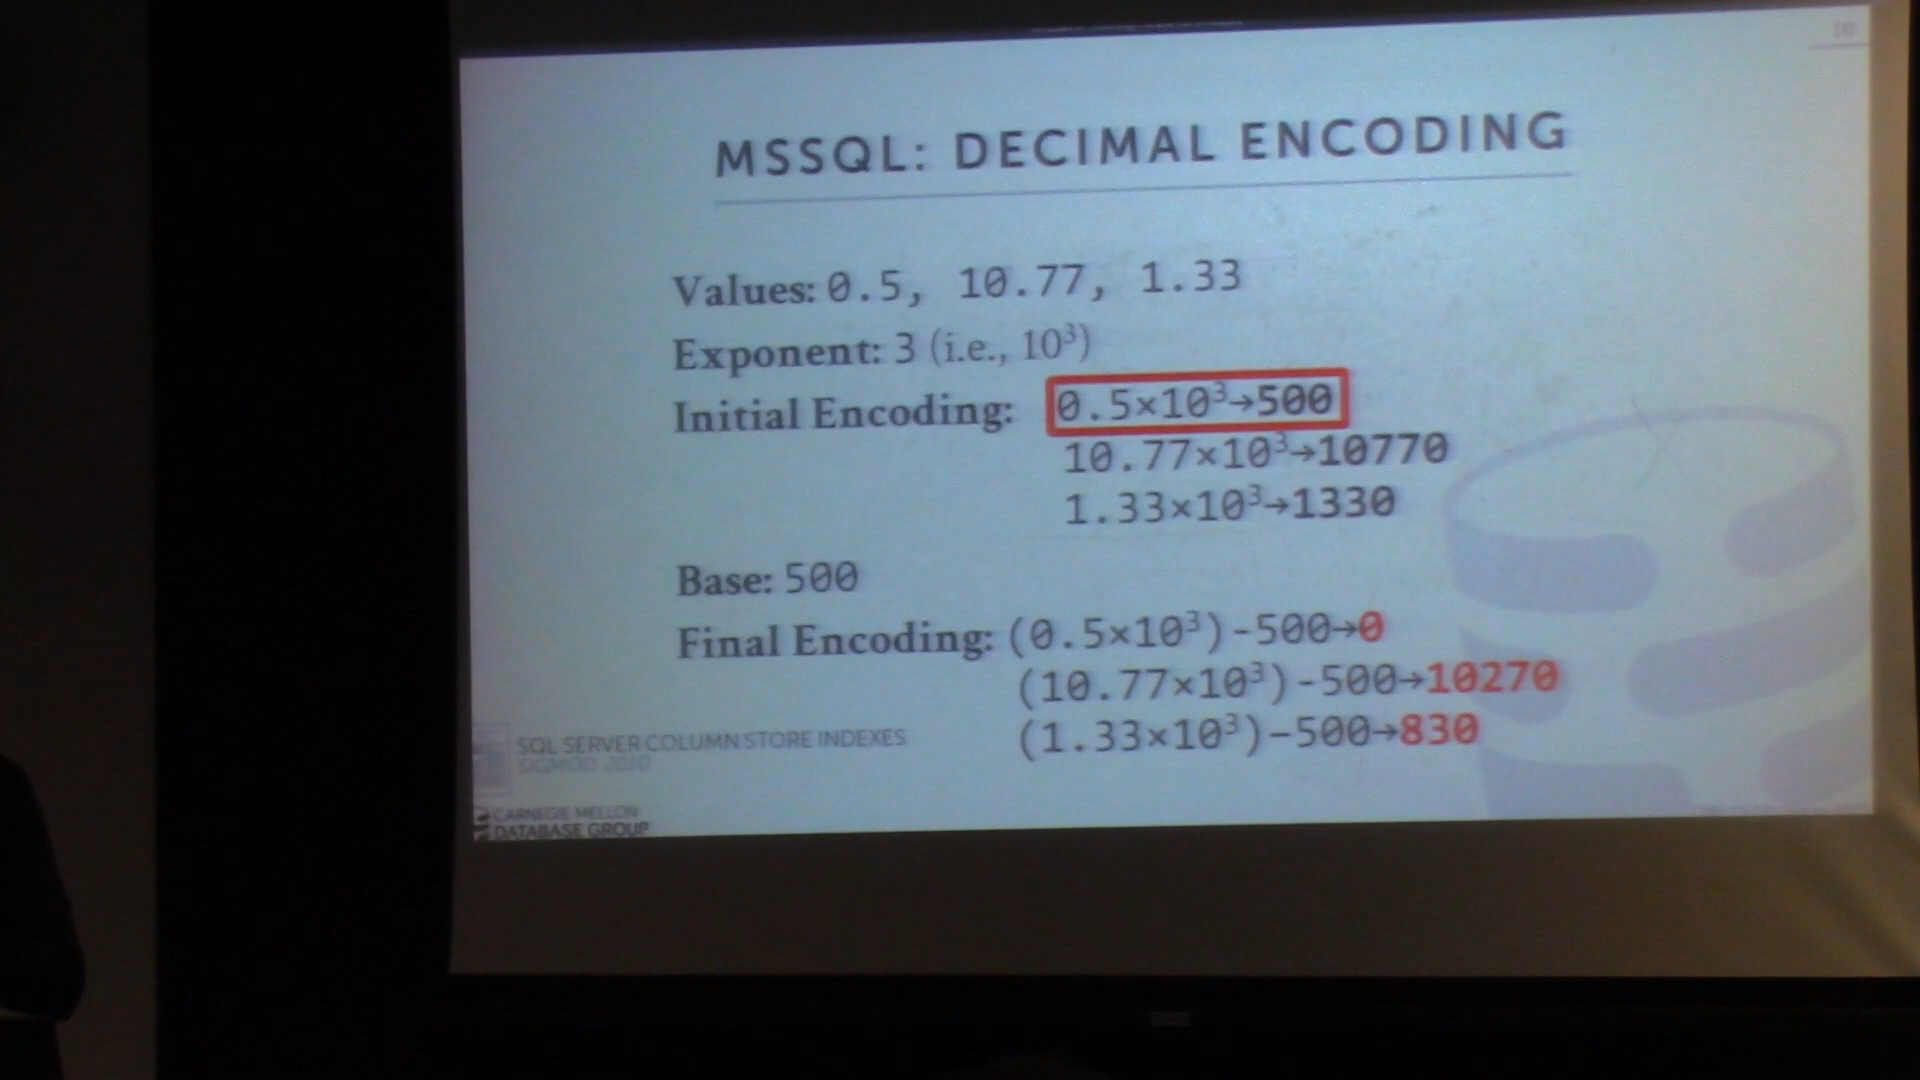 10
MSSQL: DECIMAL ENCODING
Values: 0.5, 10.77, 1.33
Exponent: 3 (i.e., 10³)
Initial Encoding: 0.5×10³→500
10.77×10³→10770
1.33×10³→1330
Base: 500
Final Encoding: (0.5×10³)-500→0
(10.77×10³)-500→10270
(1.33×10³)-500→830
SQL SERVER COLUMN STORE INDEXES
SIGMOD 2010
CARNEGIE MELLON
DATABASE GROUP